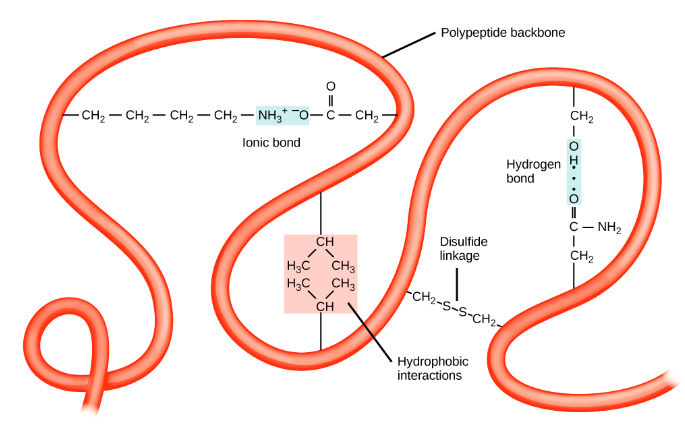 Polypeptide backbone
O
CH₂ — CH₂ — CH₂ — CH₂ — NH₃⁺ ⁻O — C — CH₂
Ionic bond
CH₂
O
H
Hydrogen
bond
O
C — NH₂
CH₂
CH
H₃C CH₃
H₃C CH₃
CH
Disulfide
linkage
CH₂-S-S-CH₂
Hydrophobic
interactions